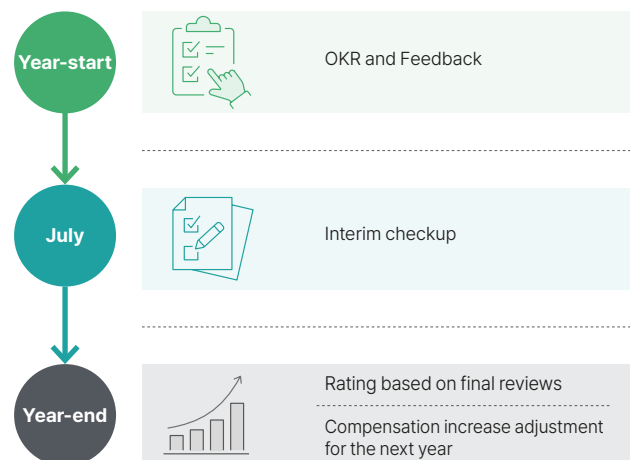 Year-start
OKR and Feedback
July
Interim checkup
Year-end
Rating based on final reviews
Compensation increase adjustment
for the next year